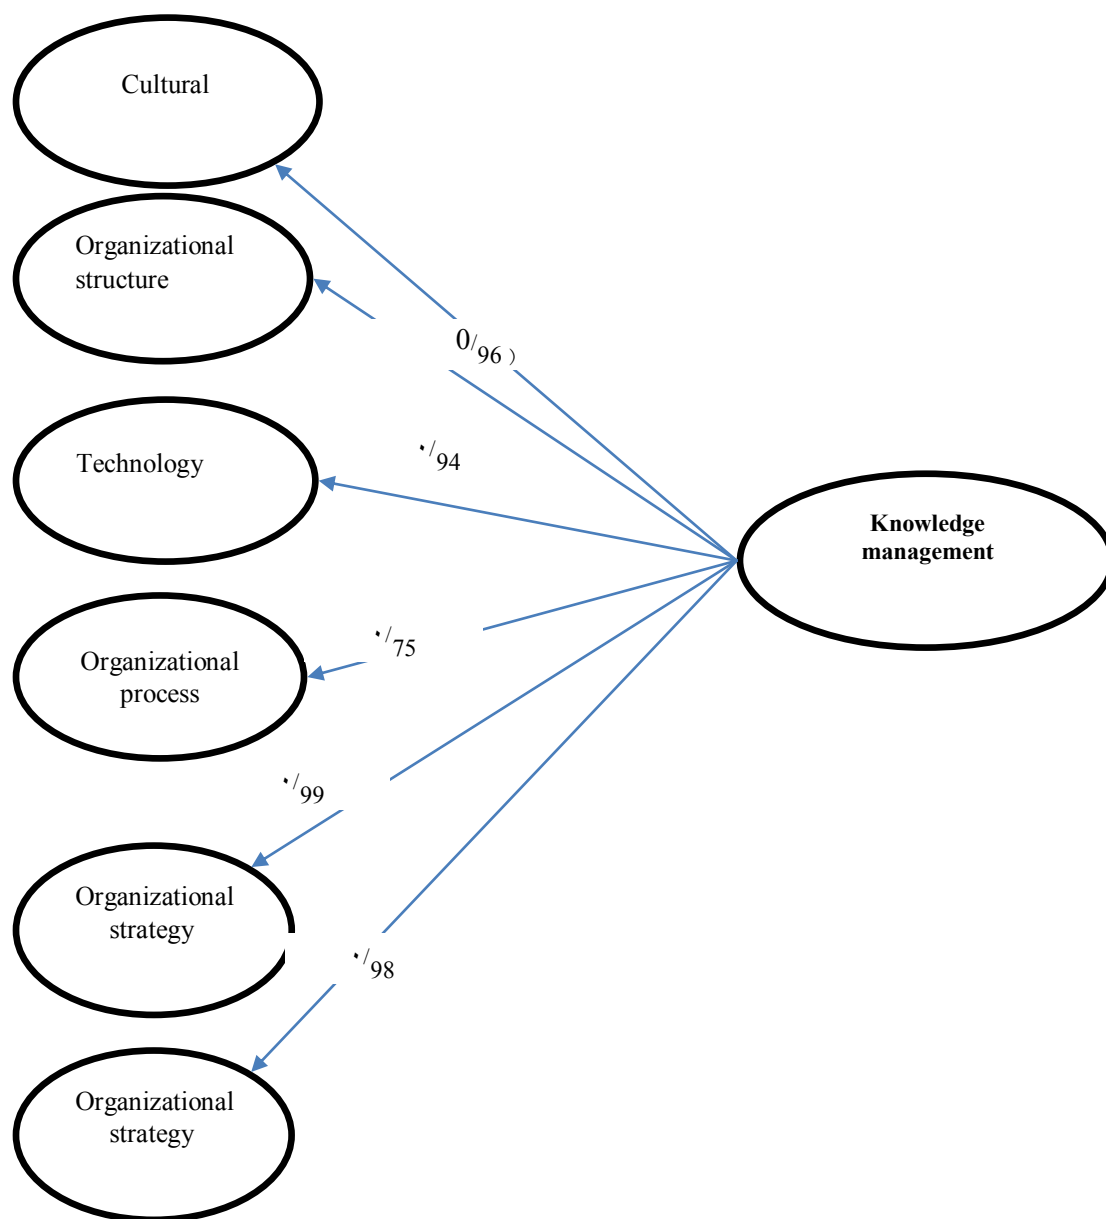 Cultural
Organizational
structure
0/96）
Technology
٠/94
Knowledge
management
٠/75
Organizational
process
٠/99
Organizational
strategy
٠/98
Organizational
strategy